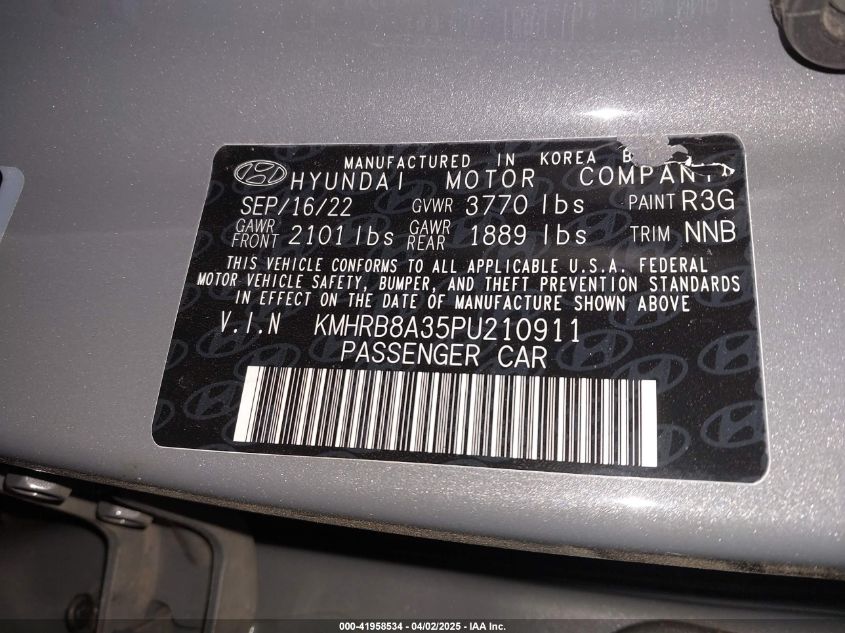 MANUFACTURED IN KOREA B
HYUNDAI MOTOR COMPANY
SEP/16/22 GVWR 3770 lbs PAINT R3G
GAWR FRONT 2101 lbs GAWR REAR 1889 lbs TRIM NNB
THIS VEHICLE CONFORMS TO ALL APPLICABLE U.S.A. FEDERAL
MOTOR VEHICLE SAFETY, BUMPER, AND THEFT PREVENTION STANDARDS
IN EFFECT ON THE DATE OF MANUFACTURE SHOWN ABOVE
V.I.N KMHRB8A35PU210911
PASSENGER CAR
000-41958534 - 04/02/2025 - IAA Inc.